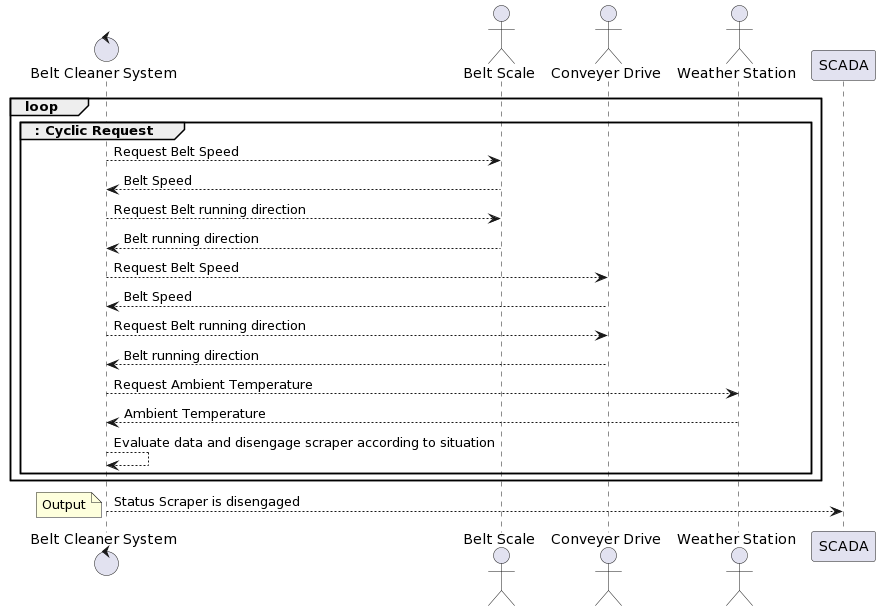 Belt Cleaner System
Belt Scale
Conveyer Drive
Weather Station
SCADA
loop
: Cyclic Request
Request Belt Speed
Belt Speed
Request Belt running direction
Belt running direction
Request Belt Speed
Belt Speed
Request Belt running direction
Belt running direction
Request Ambient Temperature
Ambient Temperature
Evaluate data and disengage scraper according to situation
Output
Status Scraper is disengaged
Belt Cleaner System
Belt Scale
Conveyer Drive
Weather Station
SCADA